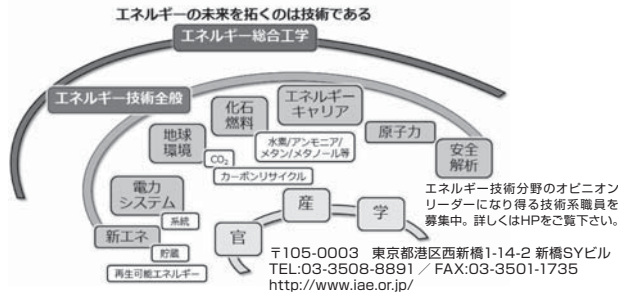 エネルギーの未来を拓くのは技術である
エネルギー総合工学
エネルギー技術全般
化石
燃料
エネルギー
キャリア
地球
環境
水素/アンモニア/
メタン/メタノール等
原子力
安全
解析
CO₂
カーボンリサイクル
電力
システム
系統
新エネ
貯蔵
再生可能エネルギー
官
産
学
エネルギー技術分野のオピニオン
リーダーになり得る技術系職員を
募集中。詳しくはHPをご覧下さい。
〒105-0003 東京都港区西新橋1-14-2 新橋SYビル
TEL:03-3508-8891 ／ FAX:03-3501-1735
http://www.iae.or.jp/